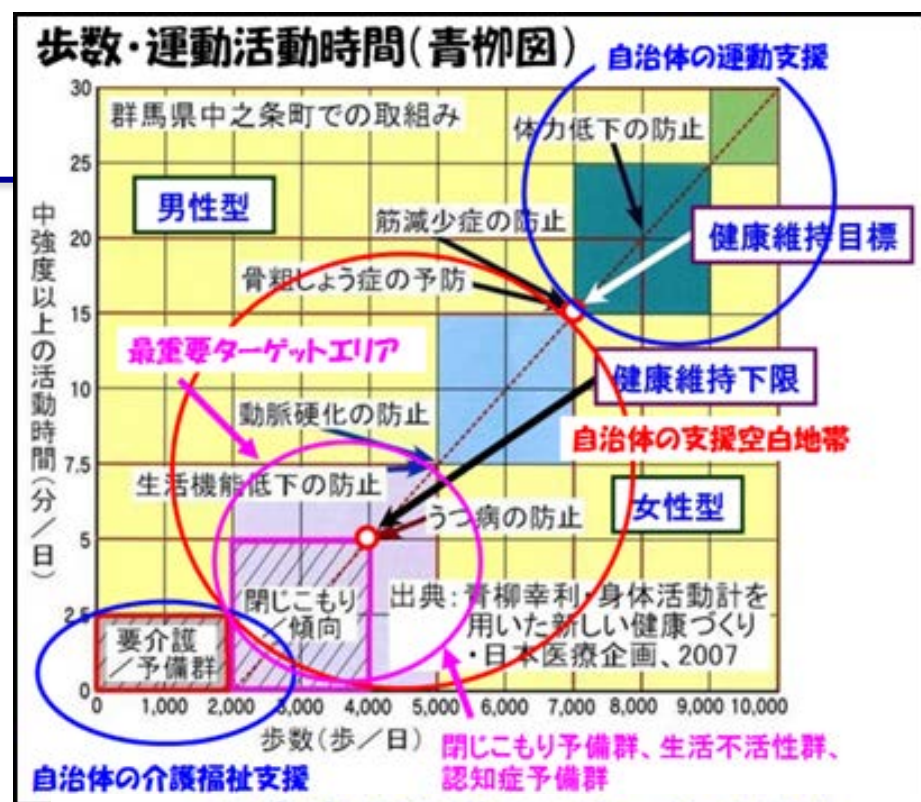 歩数・運動活動時間(青栁図)
自治体の運動支援
群馬県中之条町での取組み
体力低下の防止
男性型
筋減少症の防止
健康維持目標
骨粗しょう症の予防
最重要ターゲットエリア
健康維持下限
動脈硬化の防止
自治体の支援空白地帯
生活機能低下の防止
女性型
うつ病の防止
閉じこもり
/傾向
出典:青柳幸利・身体活動計を
用いた新しい健康づくり
・日本医療企画、2007
要介護
/予備群
中強度以上の活動時間(分/日)
30
25
20
15
10
7.5
5
2.5
0
0 1,000 2,000 3,000 4,000 5,000 6,000 7,000 8,000 9,000 10,000
歩数(歩/日)
閉じこもり予備群、生活不活性群、
認知症予備群
自治体の介護福祉支援